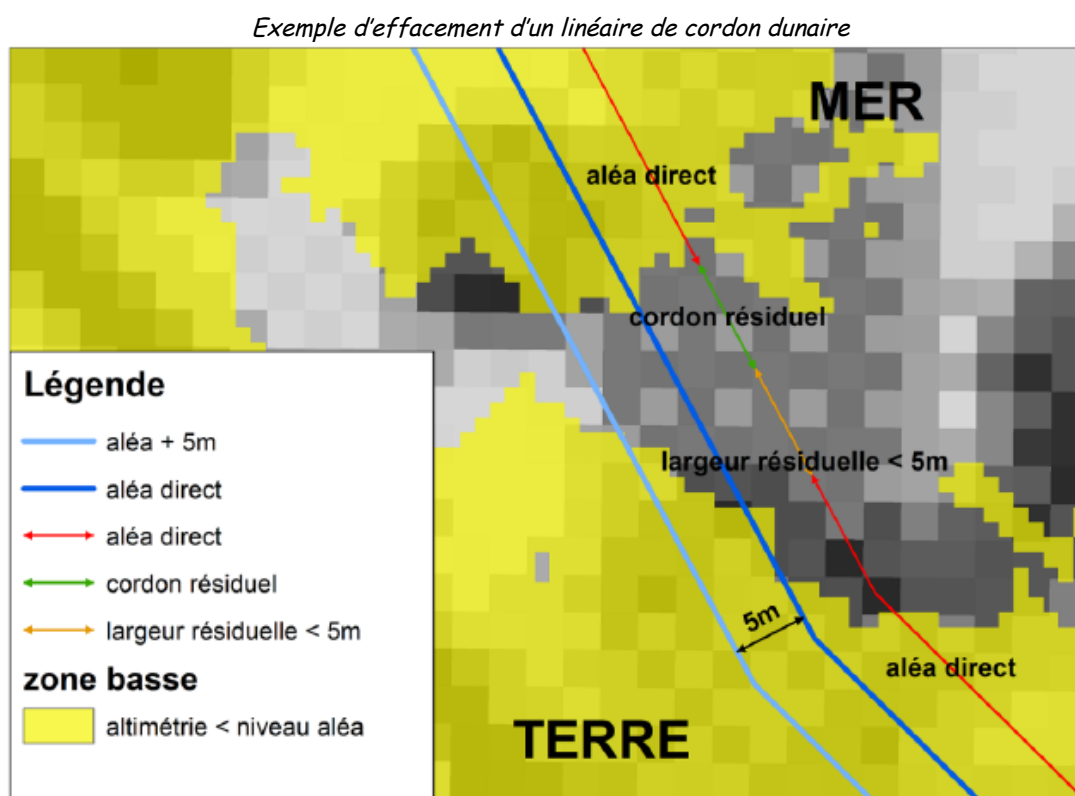 Exemple d'effacement d'un linéaire de cordon dunaire
MER
aléa direct
cordon résiduel
largeur résiduelle < 5m
5m
aléa direct
TERRE
Légende
aléa + 5m
aléa direct
aléa direct
cordon résiduel
largeur résiduelle < 5m
zone basse
altimétrie < niveau aléa